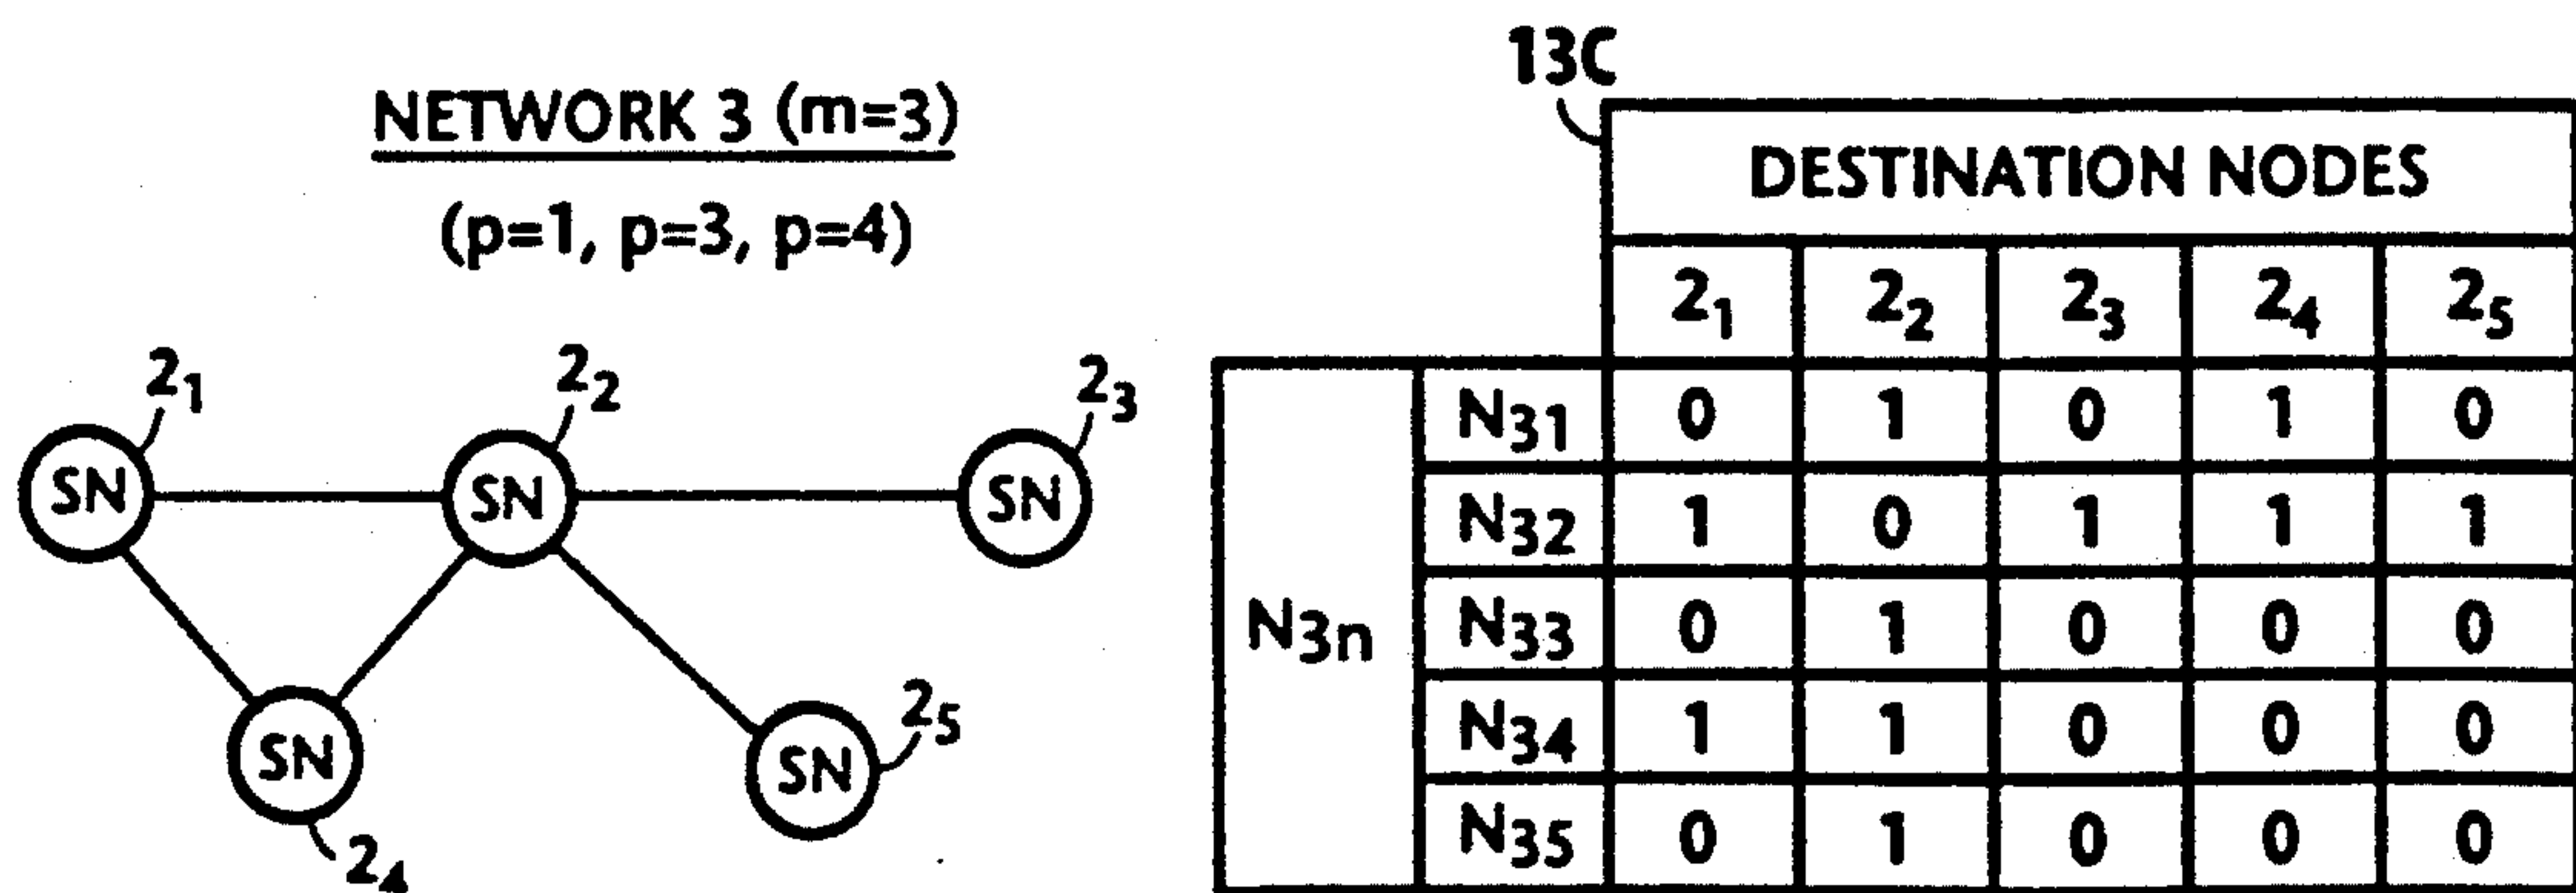 NETWORK 3 (m=3)
(p=1, p=3, p=4)
2₁
2₂
2₃
SN
SN
SN
SN
2₄
SN
2₅
13C
DESTINATION NODES
2₁ 2₂ 2₃ 2₄ 2₅
N₃ₙ
N₃₁ 0 1 0 1 0
N₃₂ 1 0 1 1 1
N₃₃ 0 1 0 0 0
N₃₄ 1 1 0 0 0
N₃₅ 0 1 0 0 0